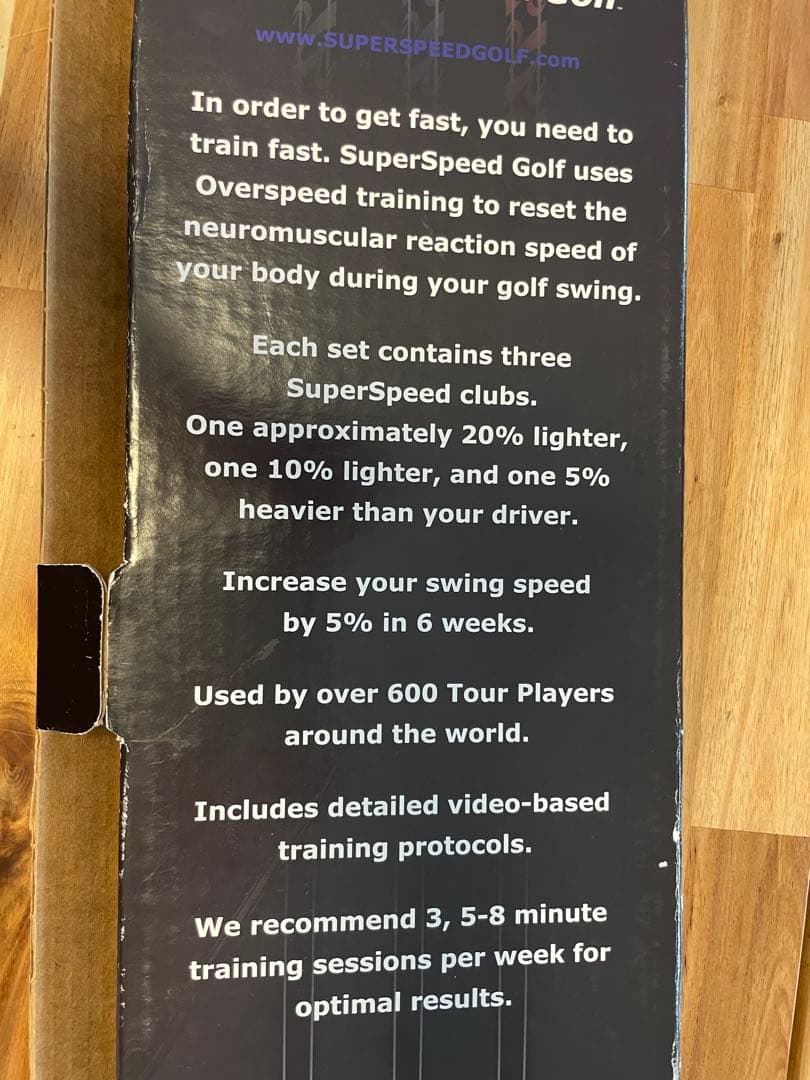 www.SUPERSPEEDGOLF.com
In order to get fast, you need to
train fast. SuperSpeed Golf uses
Overspeed training to reset the
neuromuscular reaction speed of
your body during your golf swing.
Each set contains three
SuperSpeed clubs.
One approximately 20% lighter,
one 10% lighter, and one 5%
heavier than your driver.
Increase your swing speed
by 5% in 6 weeks.
Used by over 600 Tour Players
around the world.
Includes detailed video-based
training protocols.
We recommend 3, 5-8 minute
training sessions per week for
optimal results.